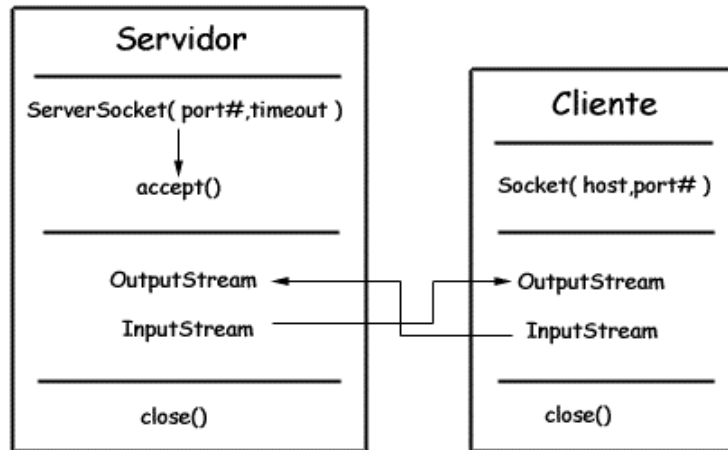 Servidor
ServerSocket( port#,timeout )
accept()
OutputStream
InputStream
close()
Cliente
Socket( host,port# )
OutputStream
InputStream
close()